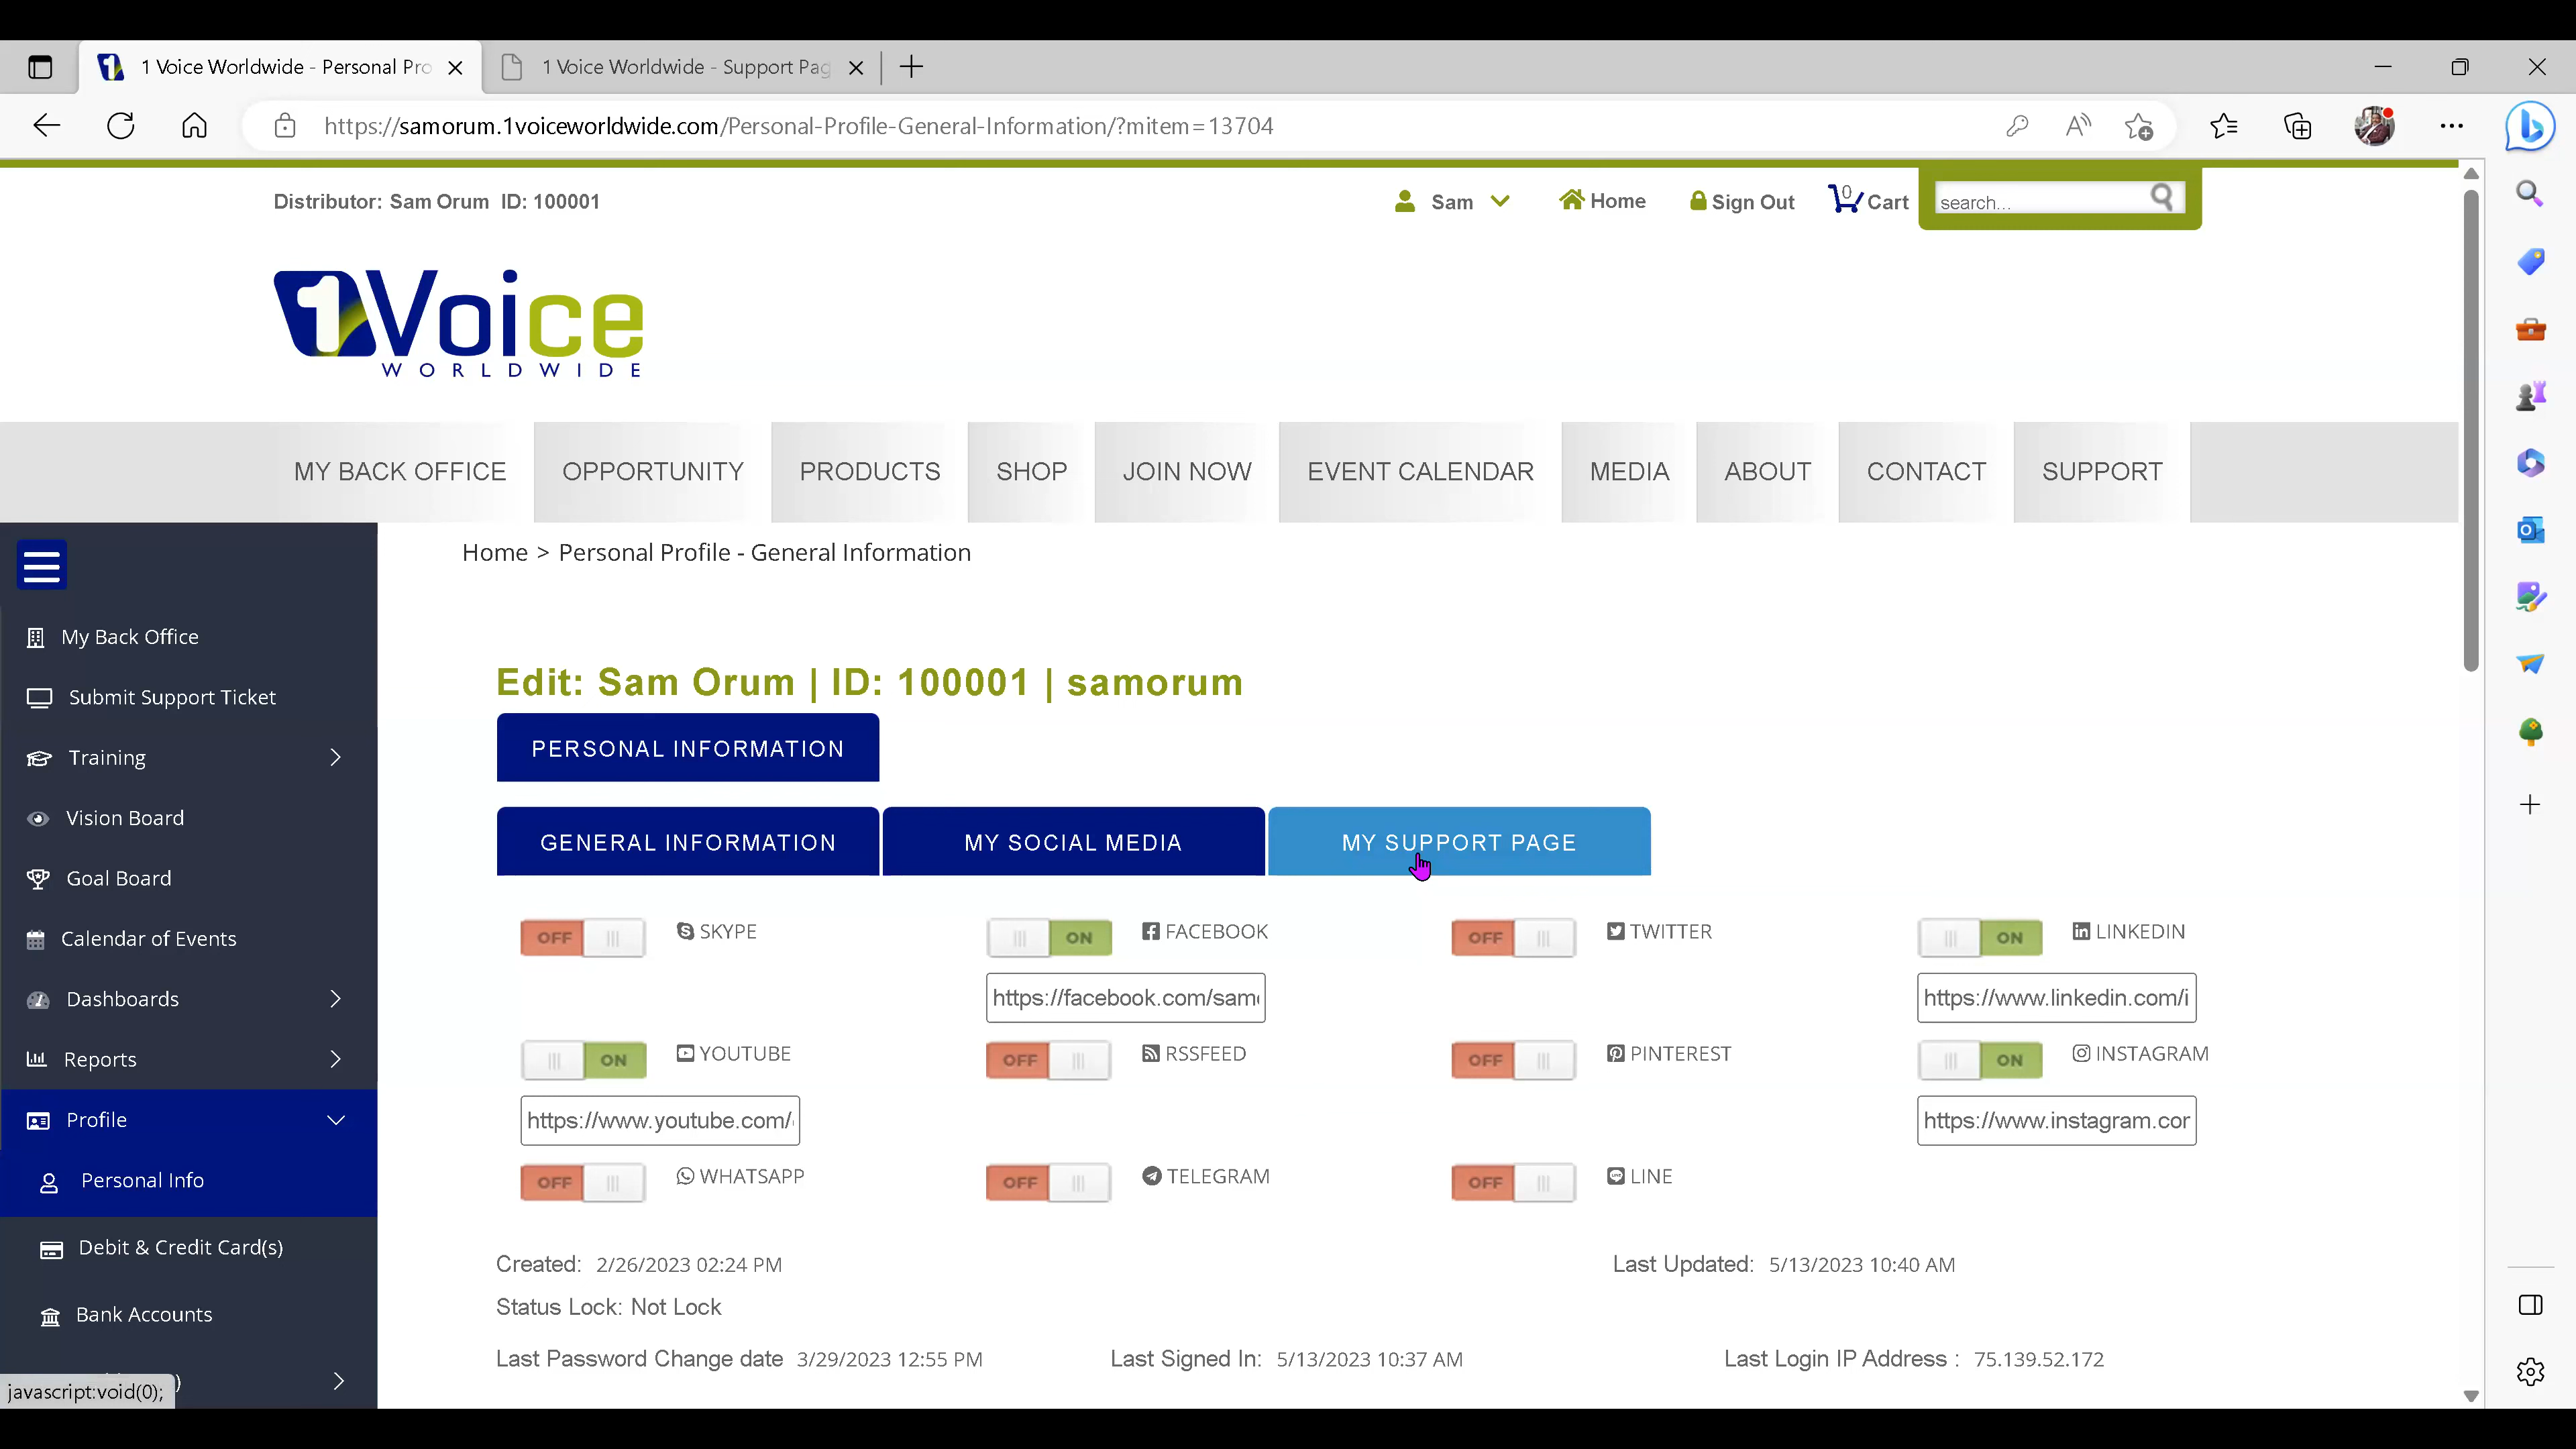 1 Voice Worldwide - Personal Pro
1 Voice Worldwide - Support Pag
https://samorum.1voiceworldwide.com/Personal-Profile-General-Information/?mitem=13704
Distributor: Sam Orum ID: 100001
Sam
Home
Sign Out
0 Cart
search...
1Voice
WORLDWIDE
MY BACK OFFICE
OPPORTUNITY
PRODUCTS
SHOP
JOIN NOW
EVENT CALENDAR
MEDIA
ABOUT
CONTACT
SUPPORT
Home > Personal Profile - General Information
My Back Office
Submit Support Ticket
Training
Vision Board
Goal Board
Calendar of Events
Dashboards
Reports
Profile
Personal Info
Debit & Credit Card(s)
Bank Accounts
javascript:void(0);
Edit: Sam Orum | ID: 100001 | samorum
PERSONAL INFORMATION
GENERAL INFORMATION
MY SOCIAL MEDIA
MY SUPPORT PAGE
OFF SKYPE
ON FACEBOOK
OFF TWITTER
ON LINKEDIN
https://facebook.com/sam
https://www.linkedin.com/i
ON YOUTUBE
OFF RSSFEED
OFF PINTEREST
ON INSTAGRAM
https://www.youtube.com/
https://www.instagram.cor
OFF WHATSAPP
OFF TELEGRAM
OFF LINE
Created: 2/26/2023 02:24 PM
Last Updated: 5/13/2023 10:40 AM
Status Lock: Not Lock
Last Password Change date 3/29/2023 12:55 PM
Last Signed In: 5/13/2023 10:37 AM
Last Login IP Address : 75.139.52.172